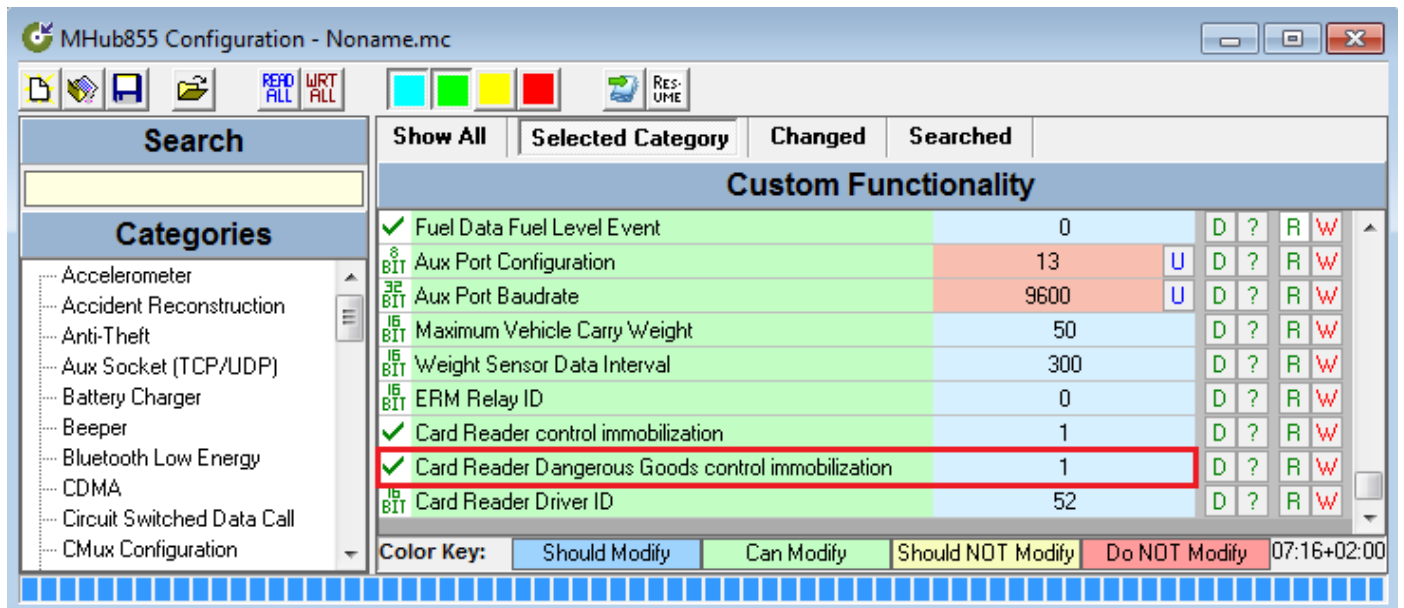 MHub855 Configuration - Noname.mc
READ ALL WRT ALL RES- UME
Search
Categories
Accelerometer
Accident Reconstruction
Anti-Theft
Aux Socket (TCP/UDP)
Battery Charger
Beeper
Bluetooth Low Energy
CDMA
Circuit Switched Data Call
CMux Configuration
Show All Selected Category Changed Searched
Custom Functionality
Fuel Data Fuel Level Event 0 D ? R W
8 BIT Aux Port Configuration 13 U D ? R W
32 BIT Aux Port Baudrate 9600 U D ? R W
16 BIT Maximum Vehicle Carry Weight 50 D ? R W
16 BIT Weight Sensor Data Interval 300 D ? R W
16 BIT ERM Relay ID 0 D ? R W
Card Reader control immobilization 1 D ? R W
Card Reader Dangerous Goods control immobilization 1 D ? R W
16 BIT Card Reader Driver ID 52 D ? R W
Color Key: Should Modify Can Modify Should NOT Modify Do NOT Modify 07:16+02:00